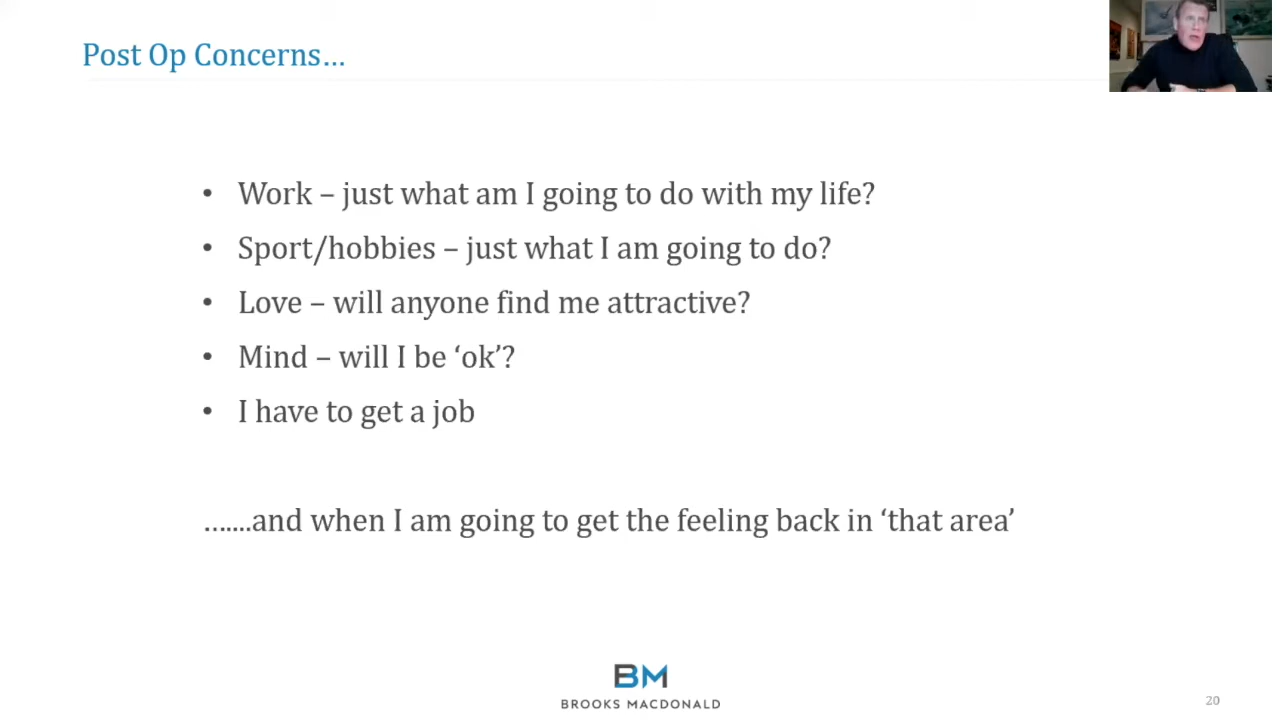 Post Op Concerns…
• Work – just what am I going to do with my life?
• Sport/hobbies – just what I am going to do?
• Love – will anyone find me attractive?
• Mind – will I be ‘ok’?
• I have to get a job
…....and when I am going to get the feeling back in ‘that area’
BM
BROOKS MACDONALD
20